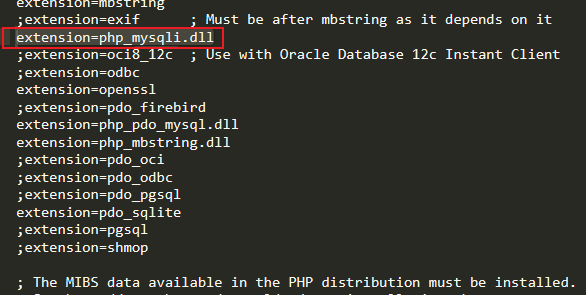 extension=mbstring
;extension=exif      ; Must be after mbstring as it depends on it
extension=php_mysqli.dll
;extension=oci8_12c  ; Use with Oracle Database 12c Instant Client
;extension=odbc
extension=openssl
;extension=pdo_firebird
extension=php_pdo_mysql.dll
extension=php_mbstring.dll
;extension=pdo_oci
;extension=pdo_odbc
;extension=pdo_pgsql
extension=pdo_sqlite
;extension=pgsql
;extension=shmop
; The MIBS data available in the PHP distribution must be installed.